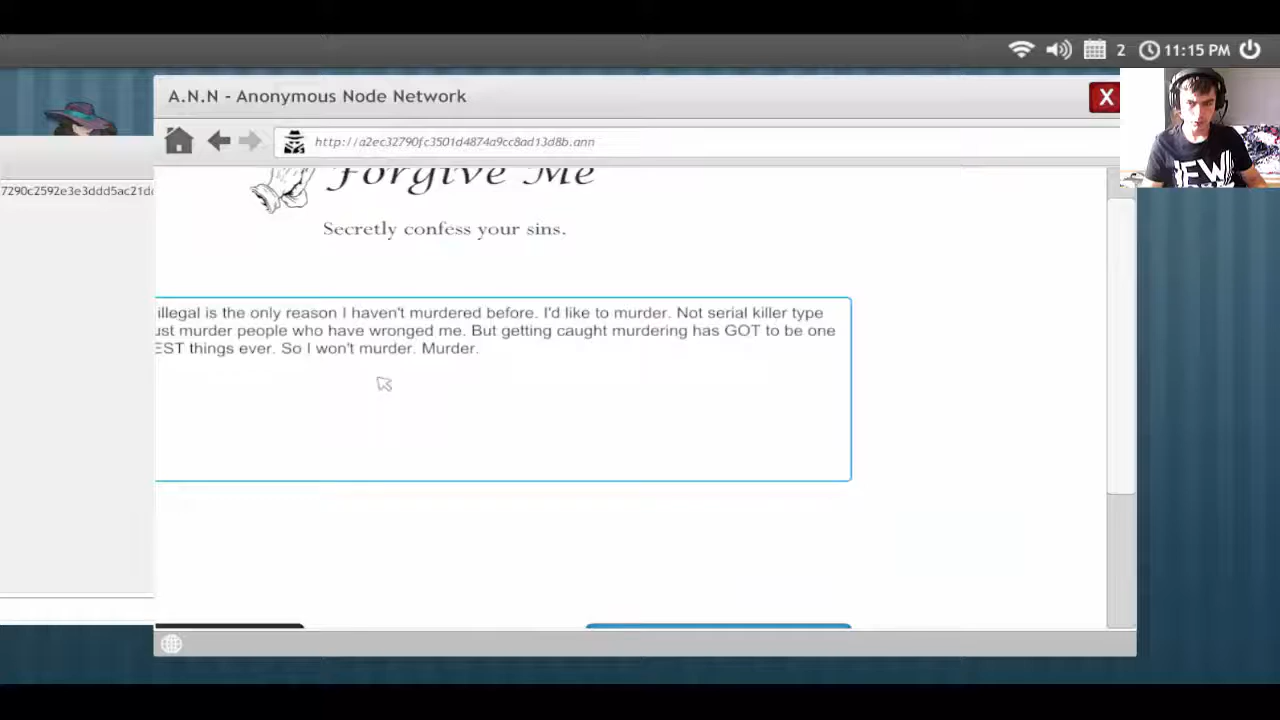 2 11:15 PM
A.N.N - Anonymous Node Network
X
http://a2ec32790fc3501d4874a9cc8ad13d8b.ann
7290c2592e3e3ddd5ac21d
Forgive Me
Secretly confess your sins.
illegal is the only reason I haven't murdered before. I'd like to murder. Not serial killer type
ust murder people who have wronged me. But getting caught murdering has GOT to be one
EST things ever. So I won't murder. Murder.